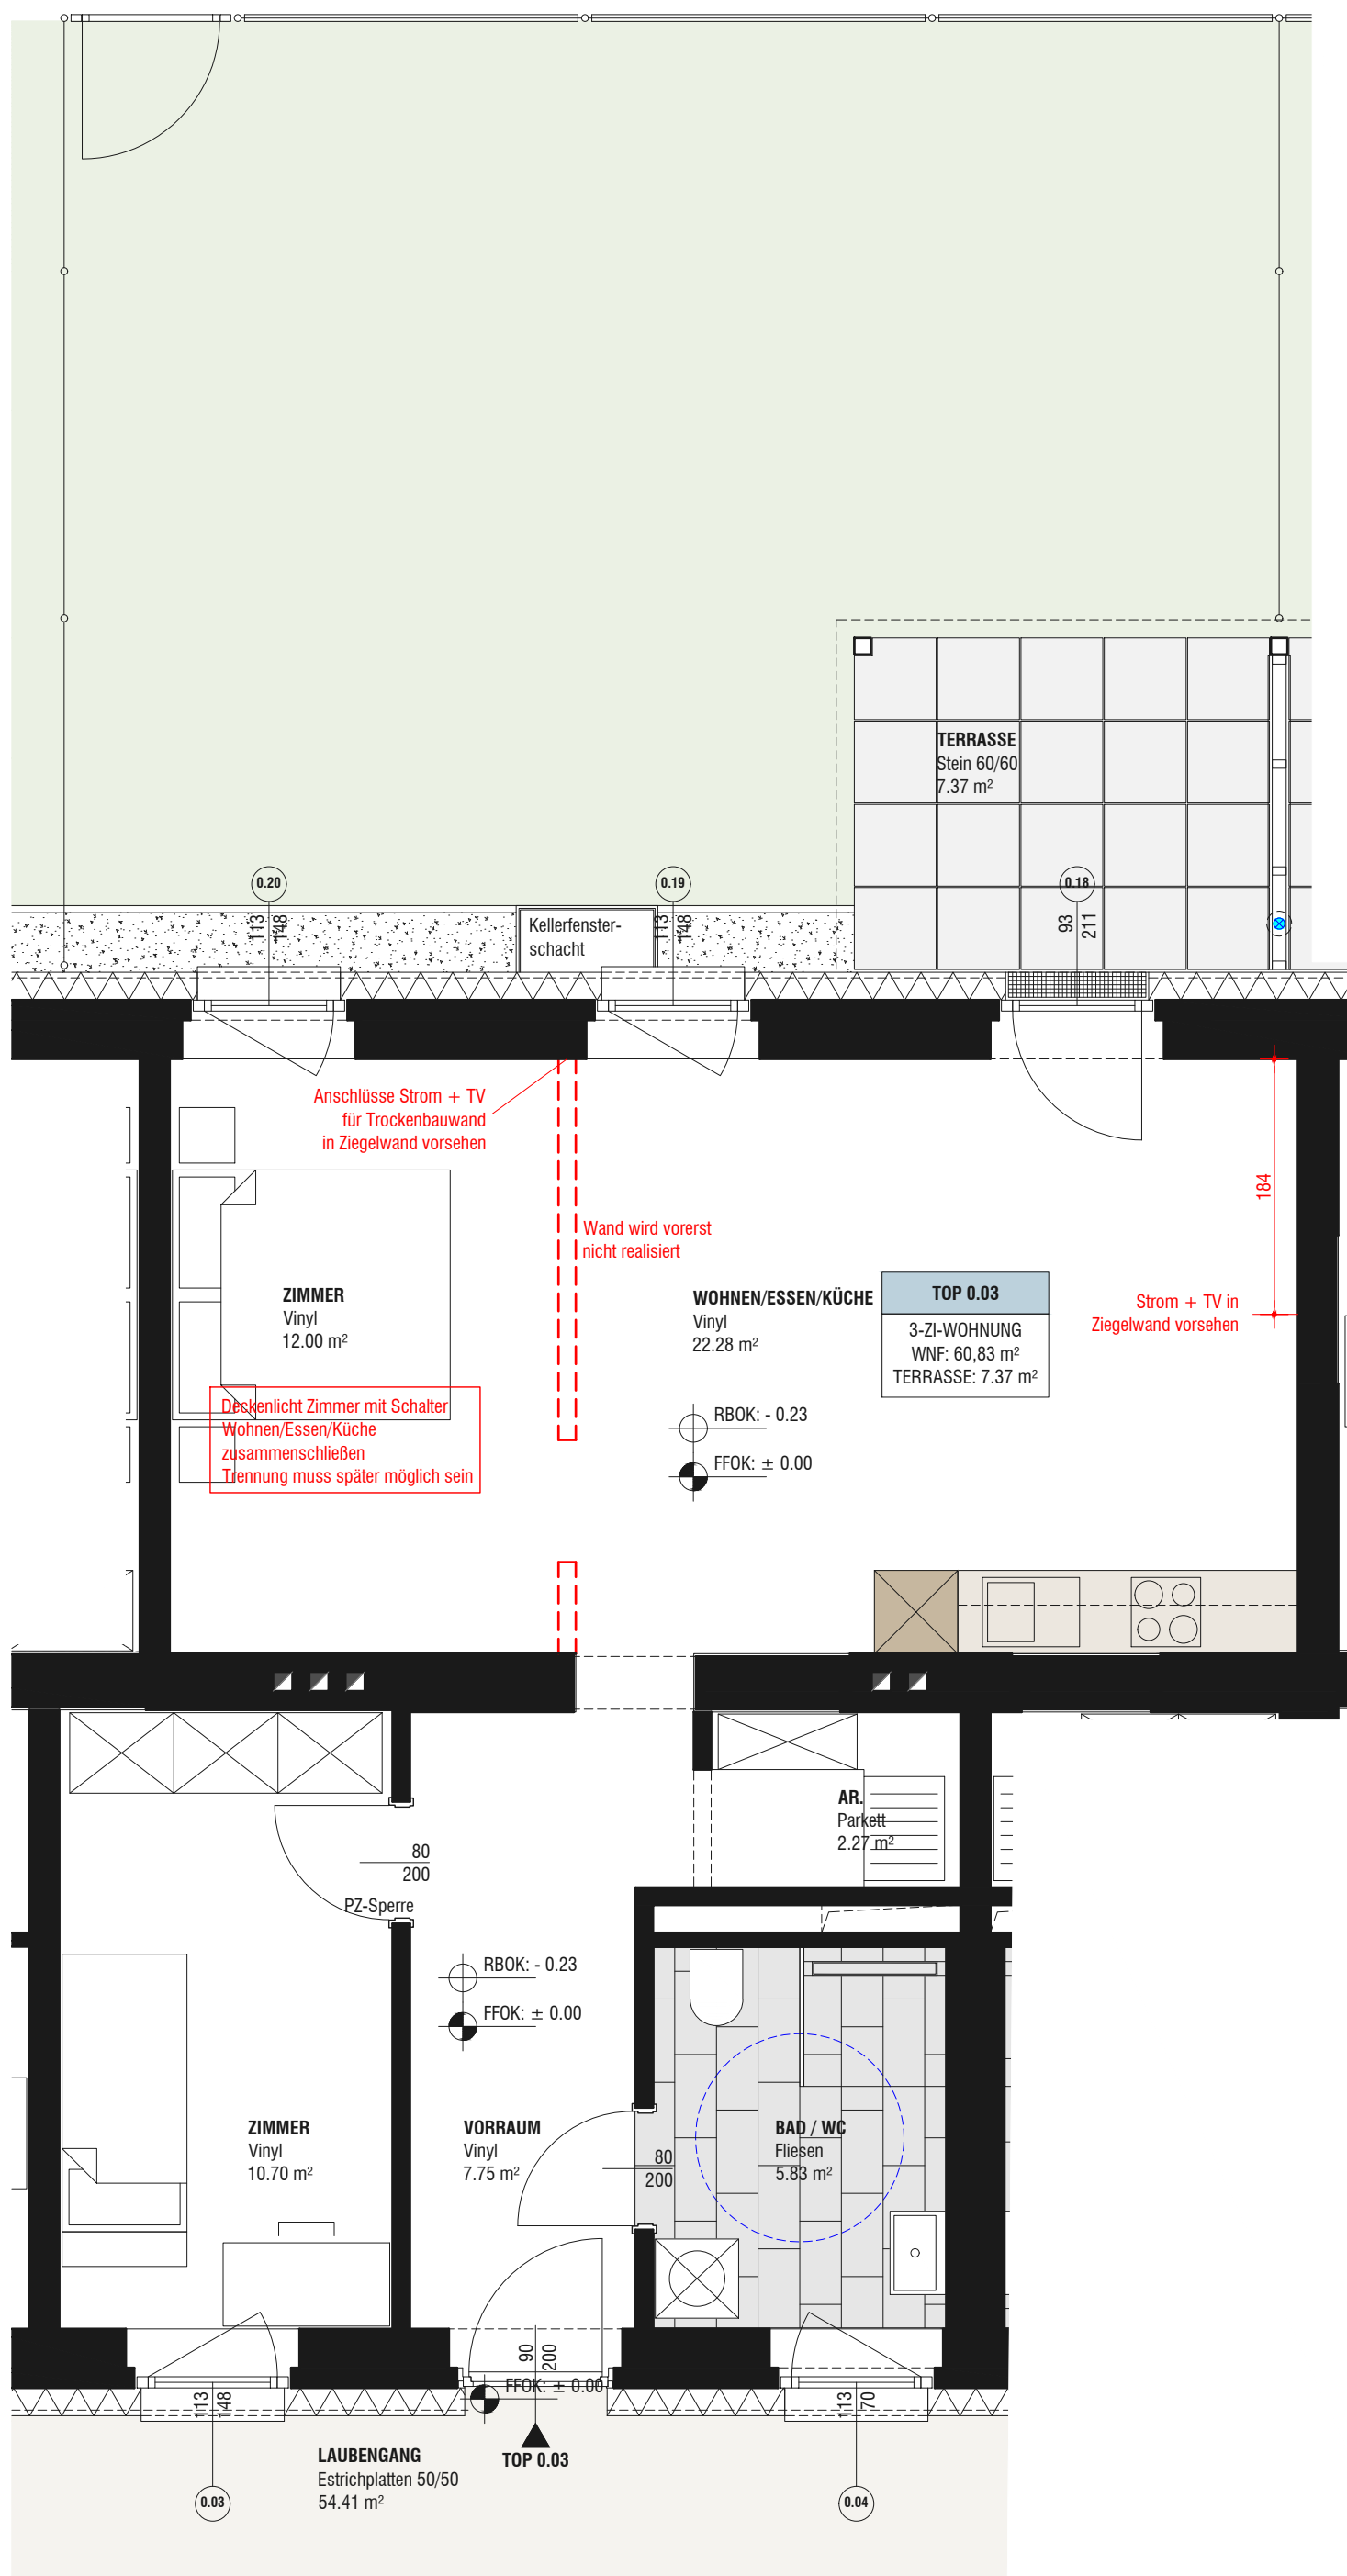 TERRASSE
Stein 60/60
7.37 m²
0.20
113
148
Kellerfenster-
schacht
0.19
113
148
0.18
93
211
Anschlüsse Strom + TV
für Trockenbauwand
in Ziegelwand vorsehen
184
Wand wird vorerst
nicht realisiert
ZIMMER
Vinyl
12.00 m²
WOHNEN/ESSEN/KÜCHE
Vinyl
22.28 m²
TOP 0.03
3-ZI-WOHNUNG
WNF: 60,83 m²
TERRASSE: 7.37 m²
Strom + TV in
Ziegelwand vorsehen
Deckenlicht Zimmer mit Schalter
Wohnen/Essen/Küche
zusammenschließen
Trennung muss später möglich sein
RBOK: - 0.23
FFOK: ± 0.00
AR.
Parkett
2.27 m²
80
200
PZ-Sperre
RBOK: - 0.23
FFOK: ± 0.00
ZIMMER
Vinyl
10.70 m²
VORRAUM
Vinyl
7.75 m²
80
200
BAD / WC
Fliesen
5.83 m²
90
200
FFOK: ± 0.00
113
148
113
70
LAUBENGANG
Estrichplatten 50/50
54.41 m²
TOP 0.03
0.03
0.04